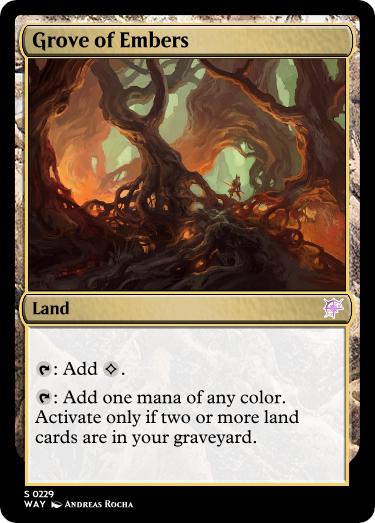 Grove of Embers
Land
: Add .
: Add one mana of any color.
Activate only if two or more land
cards are in your graveyard.
S 0229
WAY Andreas Rocha